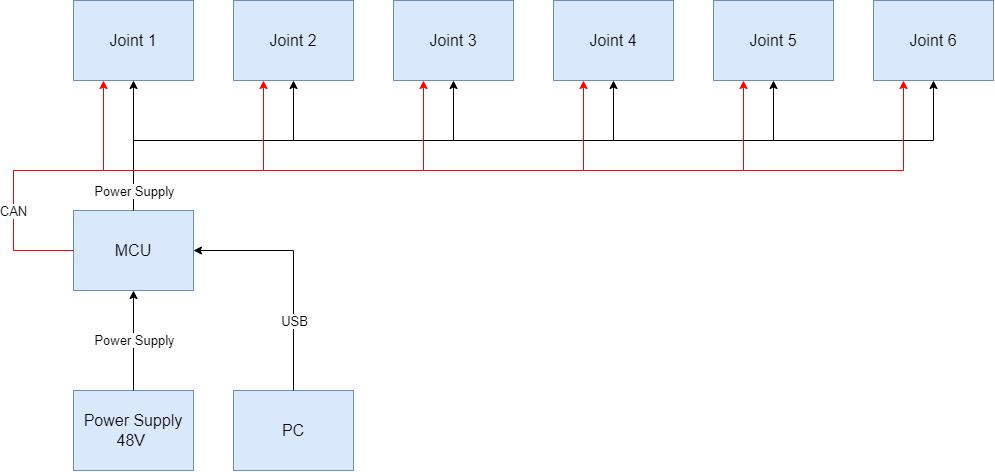 Joint 1
Joint 2
Joint 3
Joint 4
Joint 5
Joint 6
Power Supply
CAN
MCU
USB
Power Supply
Power Supply
48V
PC